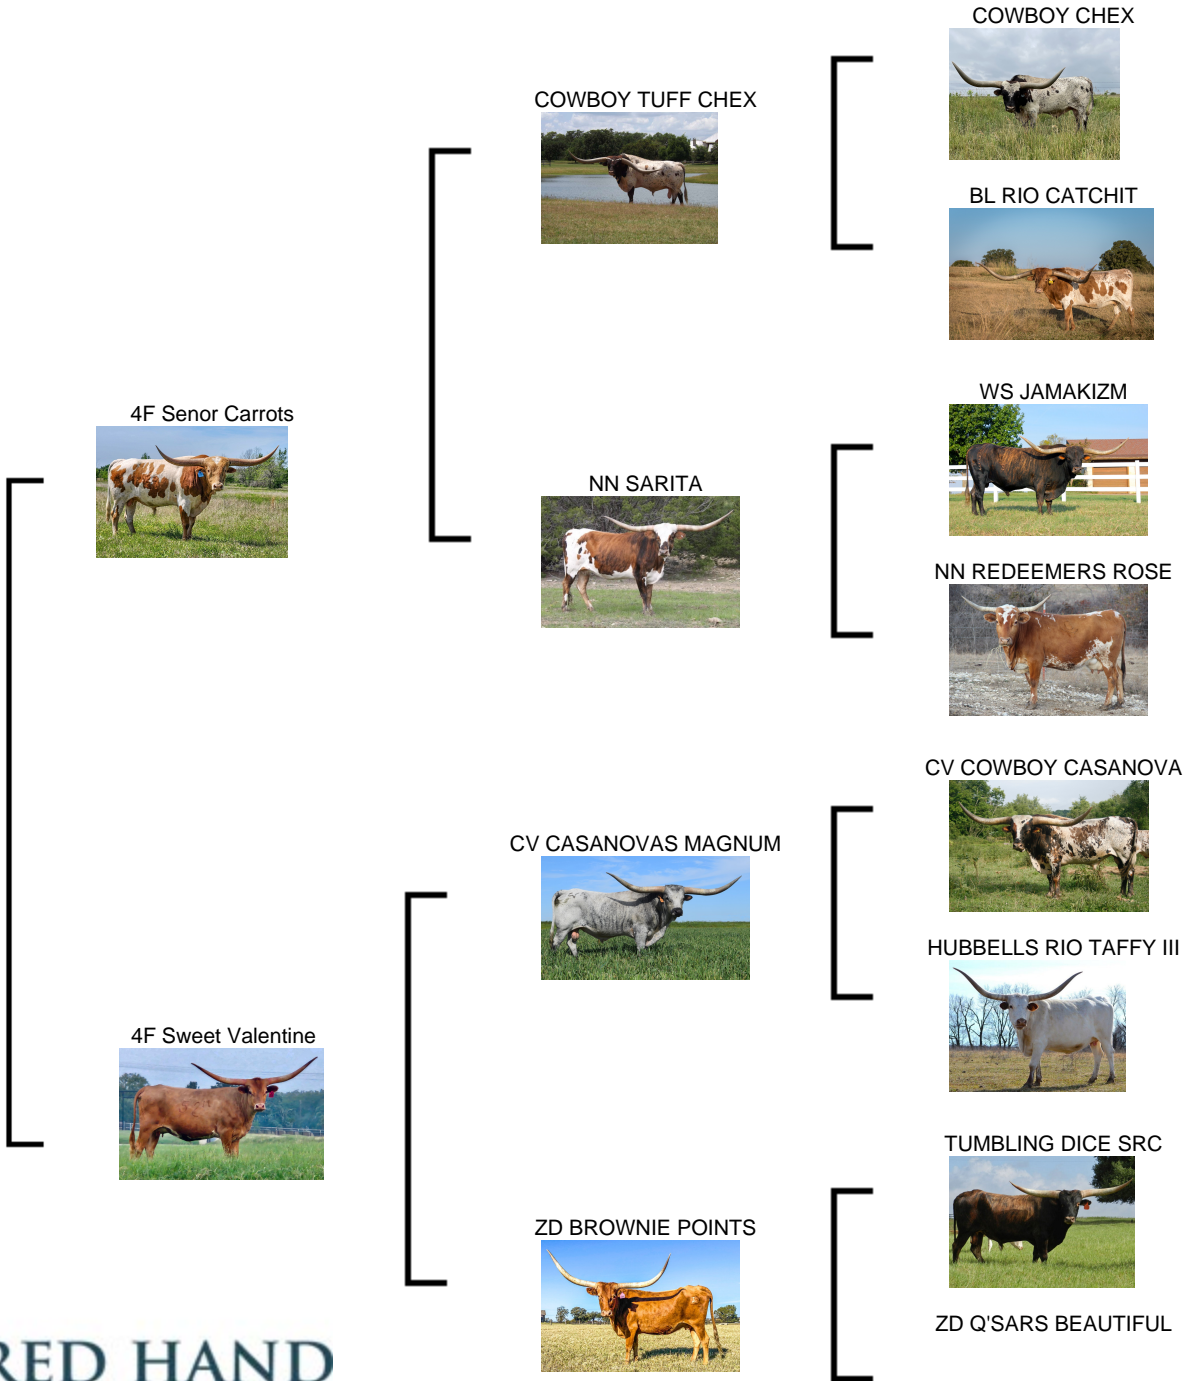 COWBOY CHEX
COWBOY TUFF CHEX
BL RIO CATCHIT
4F Senor Carrots
WS JAMAKIZM
NN SARITA
NN REDEEMERS ROSE
CV COWBOY CASANOVA
CV CASANOVAS MAGNUM
HUBBELLS RIO TAFFY III
4F Sweet Valentine
TUMBLING DICE SRC
ZD BROWNIE POINTS
ZD Q'SARS BEAUTIFUL
RED HAND